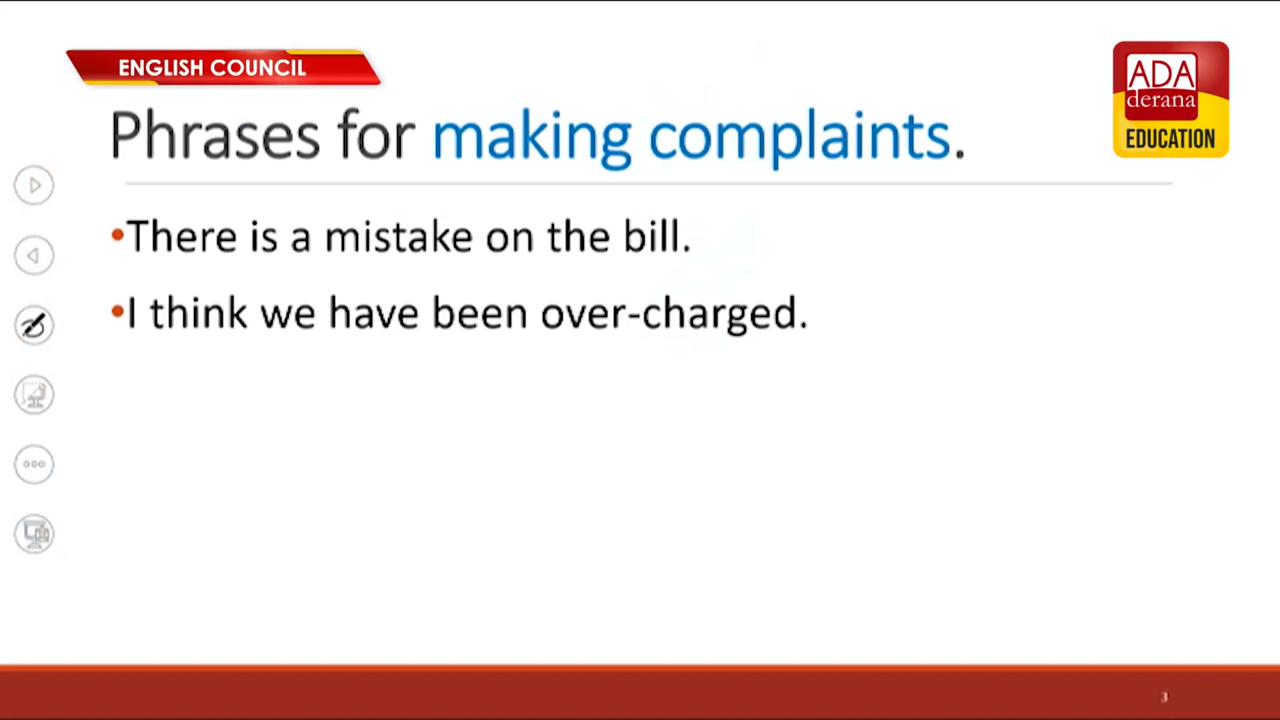 ENGLISH COUNCIL
ADA
derana
EDUCATION
Phrases for making complaints.
•There is a mistake on the bill.
•I think we have been over-charged.
3